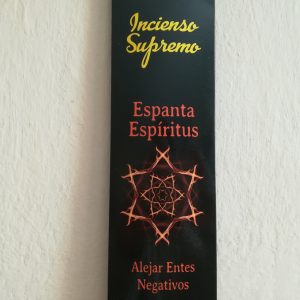 Incienso
Supremo
Espanta
Espíritus
Alejar Entes
Negativos